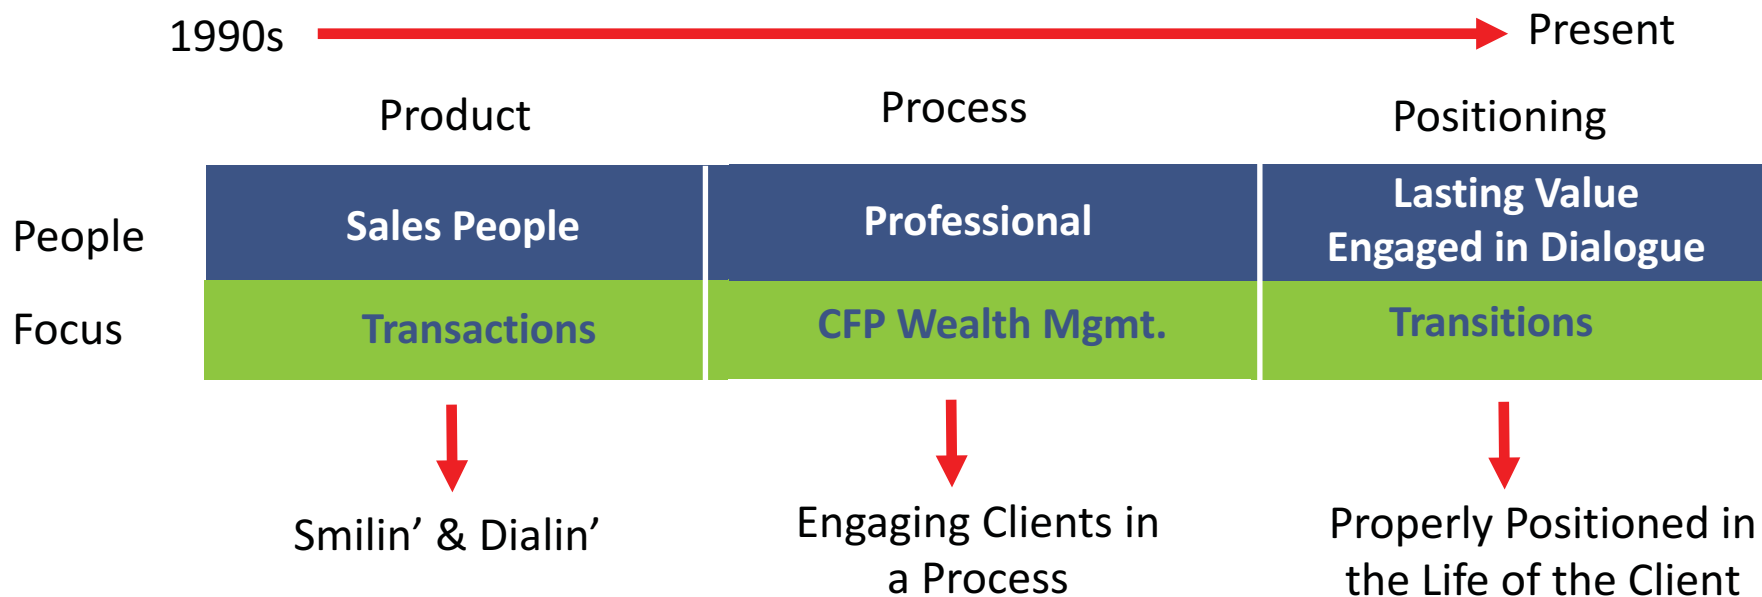 1990s
Present
Product
Process
Positioning
People
Sales People
Professional
Lasting Value
Engaged in Dialogue
Focus
Transactions
CFP Wealth Mgmt.
Transitions
Smilin’ & Dialin’
Engaging Clients in
a Process
Properly Positioned in
the Life of the Client